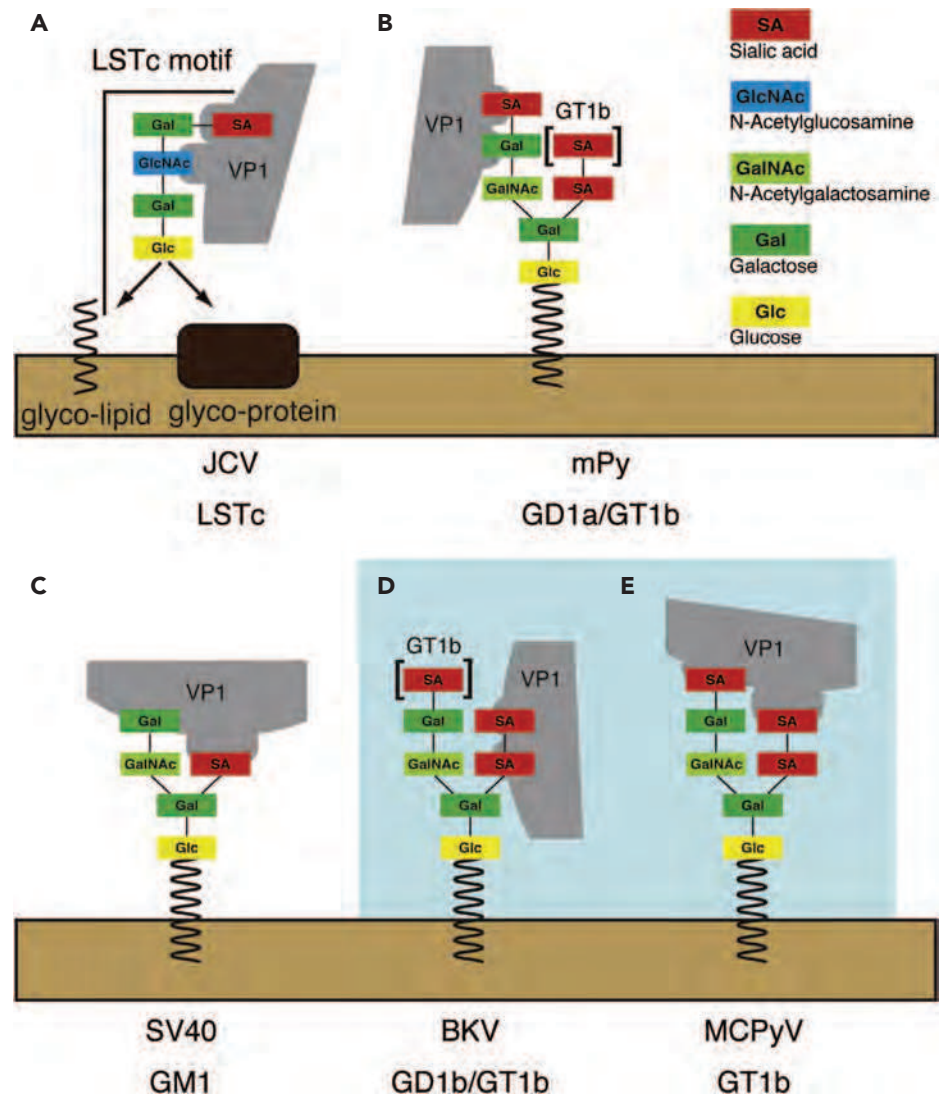 A
LSTc motif
Gal
SA
GlcNAc
VP1
Gal
Glc
glyco-lipid
glyco-protein
JCV
LSTc
B
VP1
SA
GT1b
Gal
SA
GalNAc
SA
Gal
Glc
mPy
GD1a/GT1b
SA
Sialic acid
GlcNAc
N-Acetylglucosamine
GalNAc
N-Acetylgalactosamine
Gal
Galactose
Glc
Glucose
C
VP1
Gal
GalNAc
SA
Gal
Glc
SV40
GM1
D
GT1b
SA
VP1
Gal
SA
GalNAc
SA
Gal
Glc
BKV
GD1b/GT1b
E
VP1
SA
Gal
SA
GalNAc
SA
Gal
Glc
MCPyV
GT1b